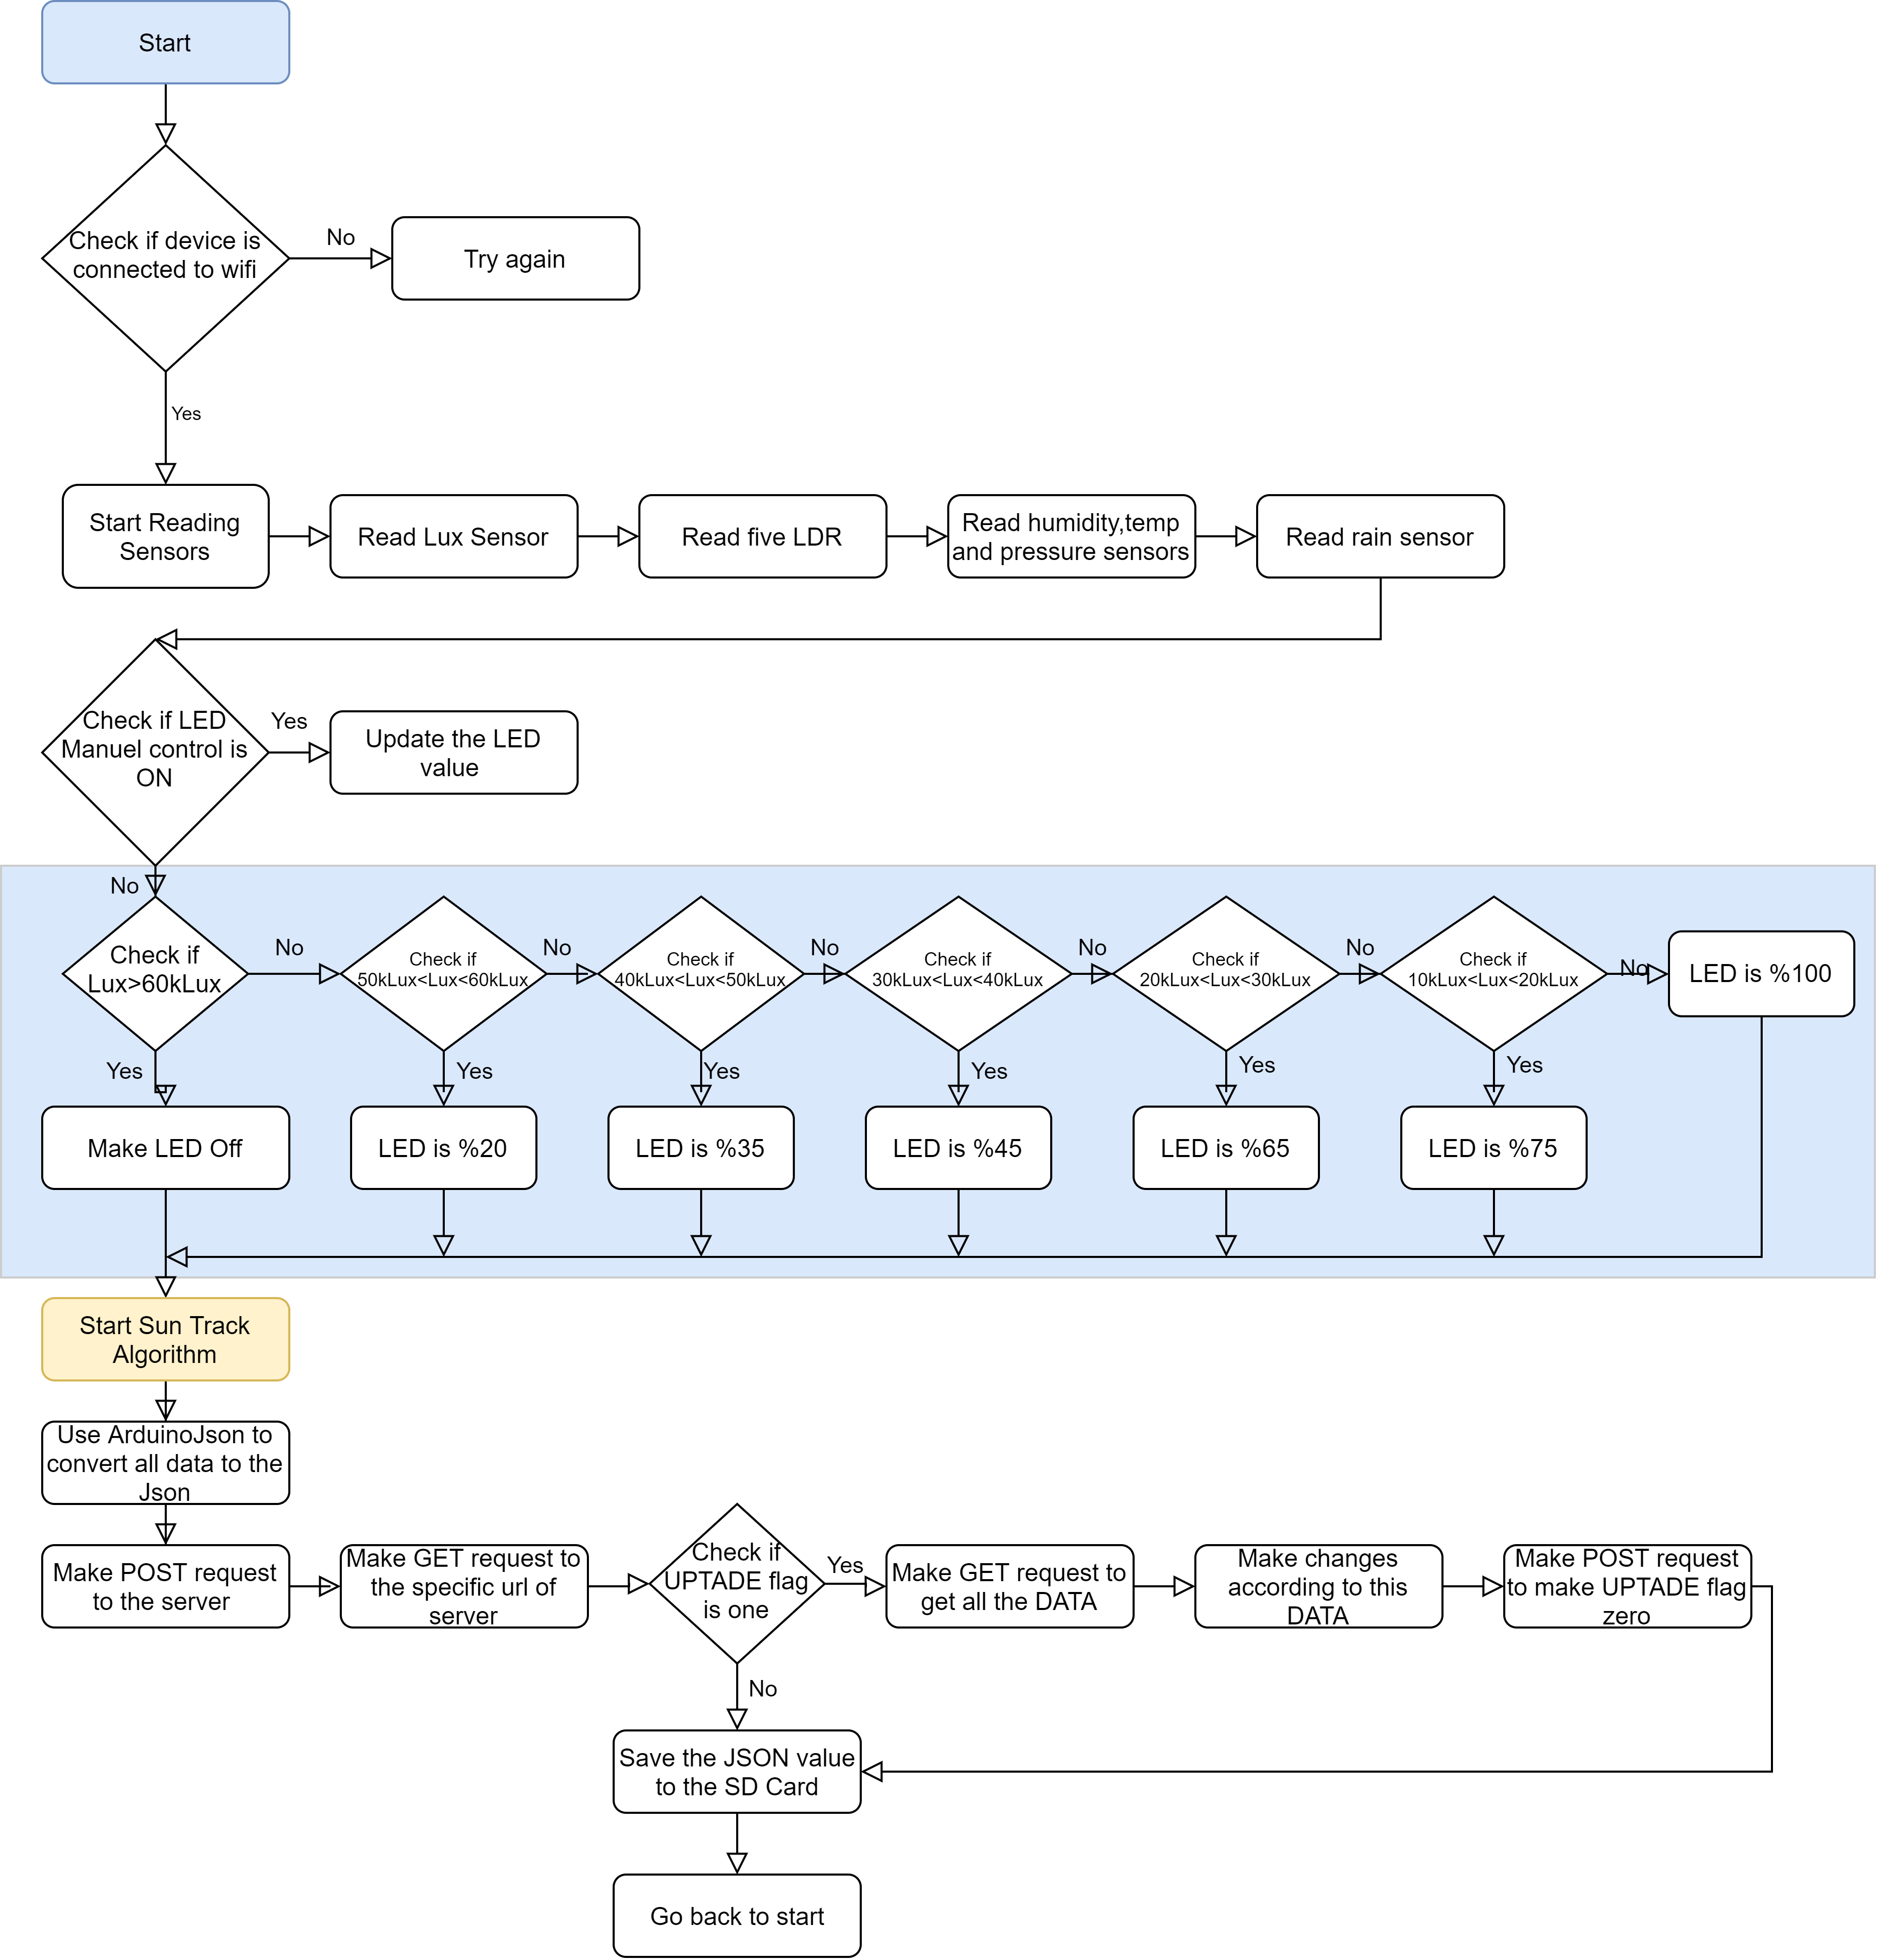 Start
Check if device is
connected to wifi
No
Try again
Yes
Start Reading
Sensors
Read Lux Sensor
Read five LDR
Read humidity,temp
and pressure sensors
Read rain sensor
Check if LED
Manuel control is
ON
Yes
Update the LED
value
No
Check if
Lux>60kLux
No
Check if
50kLux<Lux<60kLux
No
Check if
40kLux<Lux<50kLux
No
Check if
30kLux<Lux<40kLux
No
Check if
20kLux<Lux<30kLux
No
Check if
10kLux<Lux<20kLux
No
LED is %100
Yes
Yes
Yes
Yes
Yes
Yes
Make LED Off
LED is %20
LED is %35
LED is %45
LED is %65
LED is %75
Start Sun Track
Algorithm
Use ArduinoJson to
convert all data to the
Json
Make POST request
to the server
Make GET request to
the specific url of
server
Check if
UPTADE flag
is one
Yes
Make GET request to
get all the DATA
Make changes
according to this
DATA
Make POST request
to make UPTADE flag
zero
No
Save the JSON value
to the SD Card
Go back to start